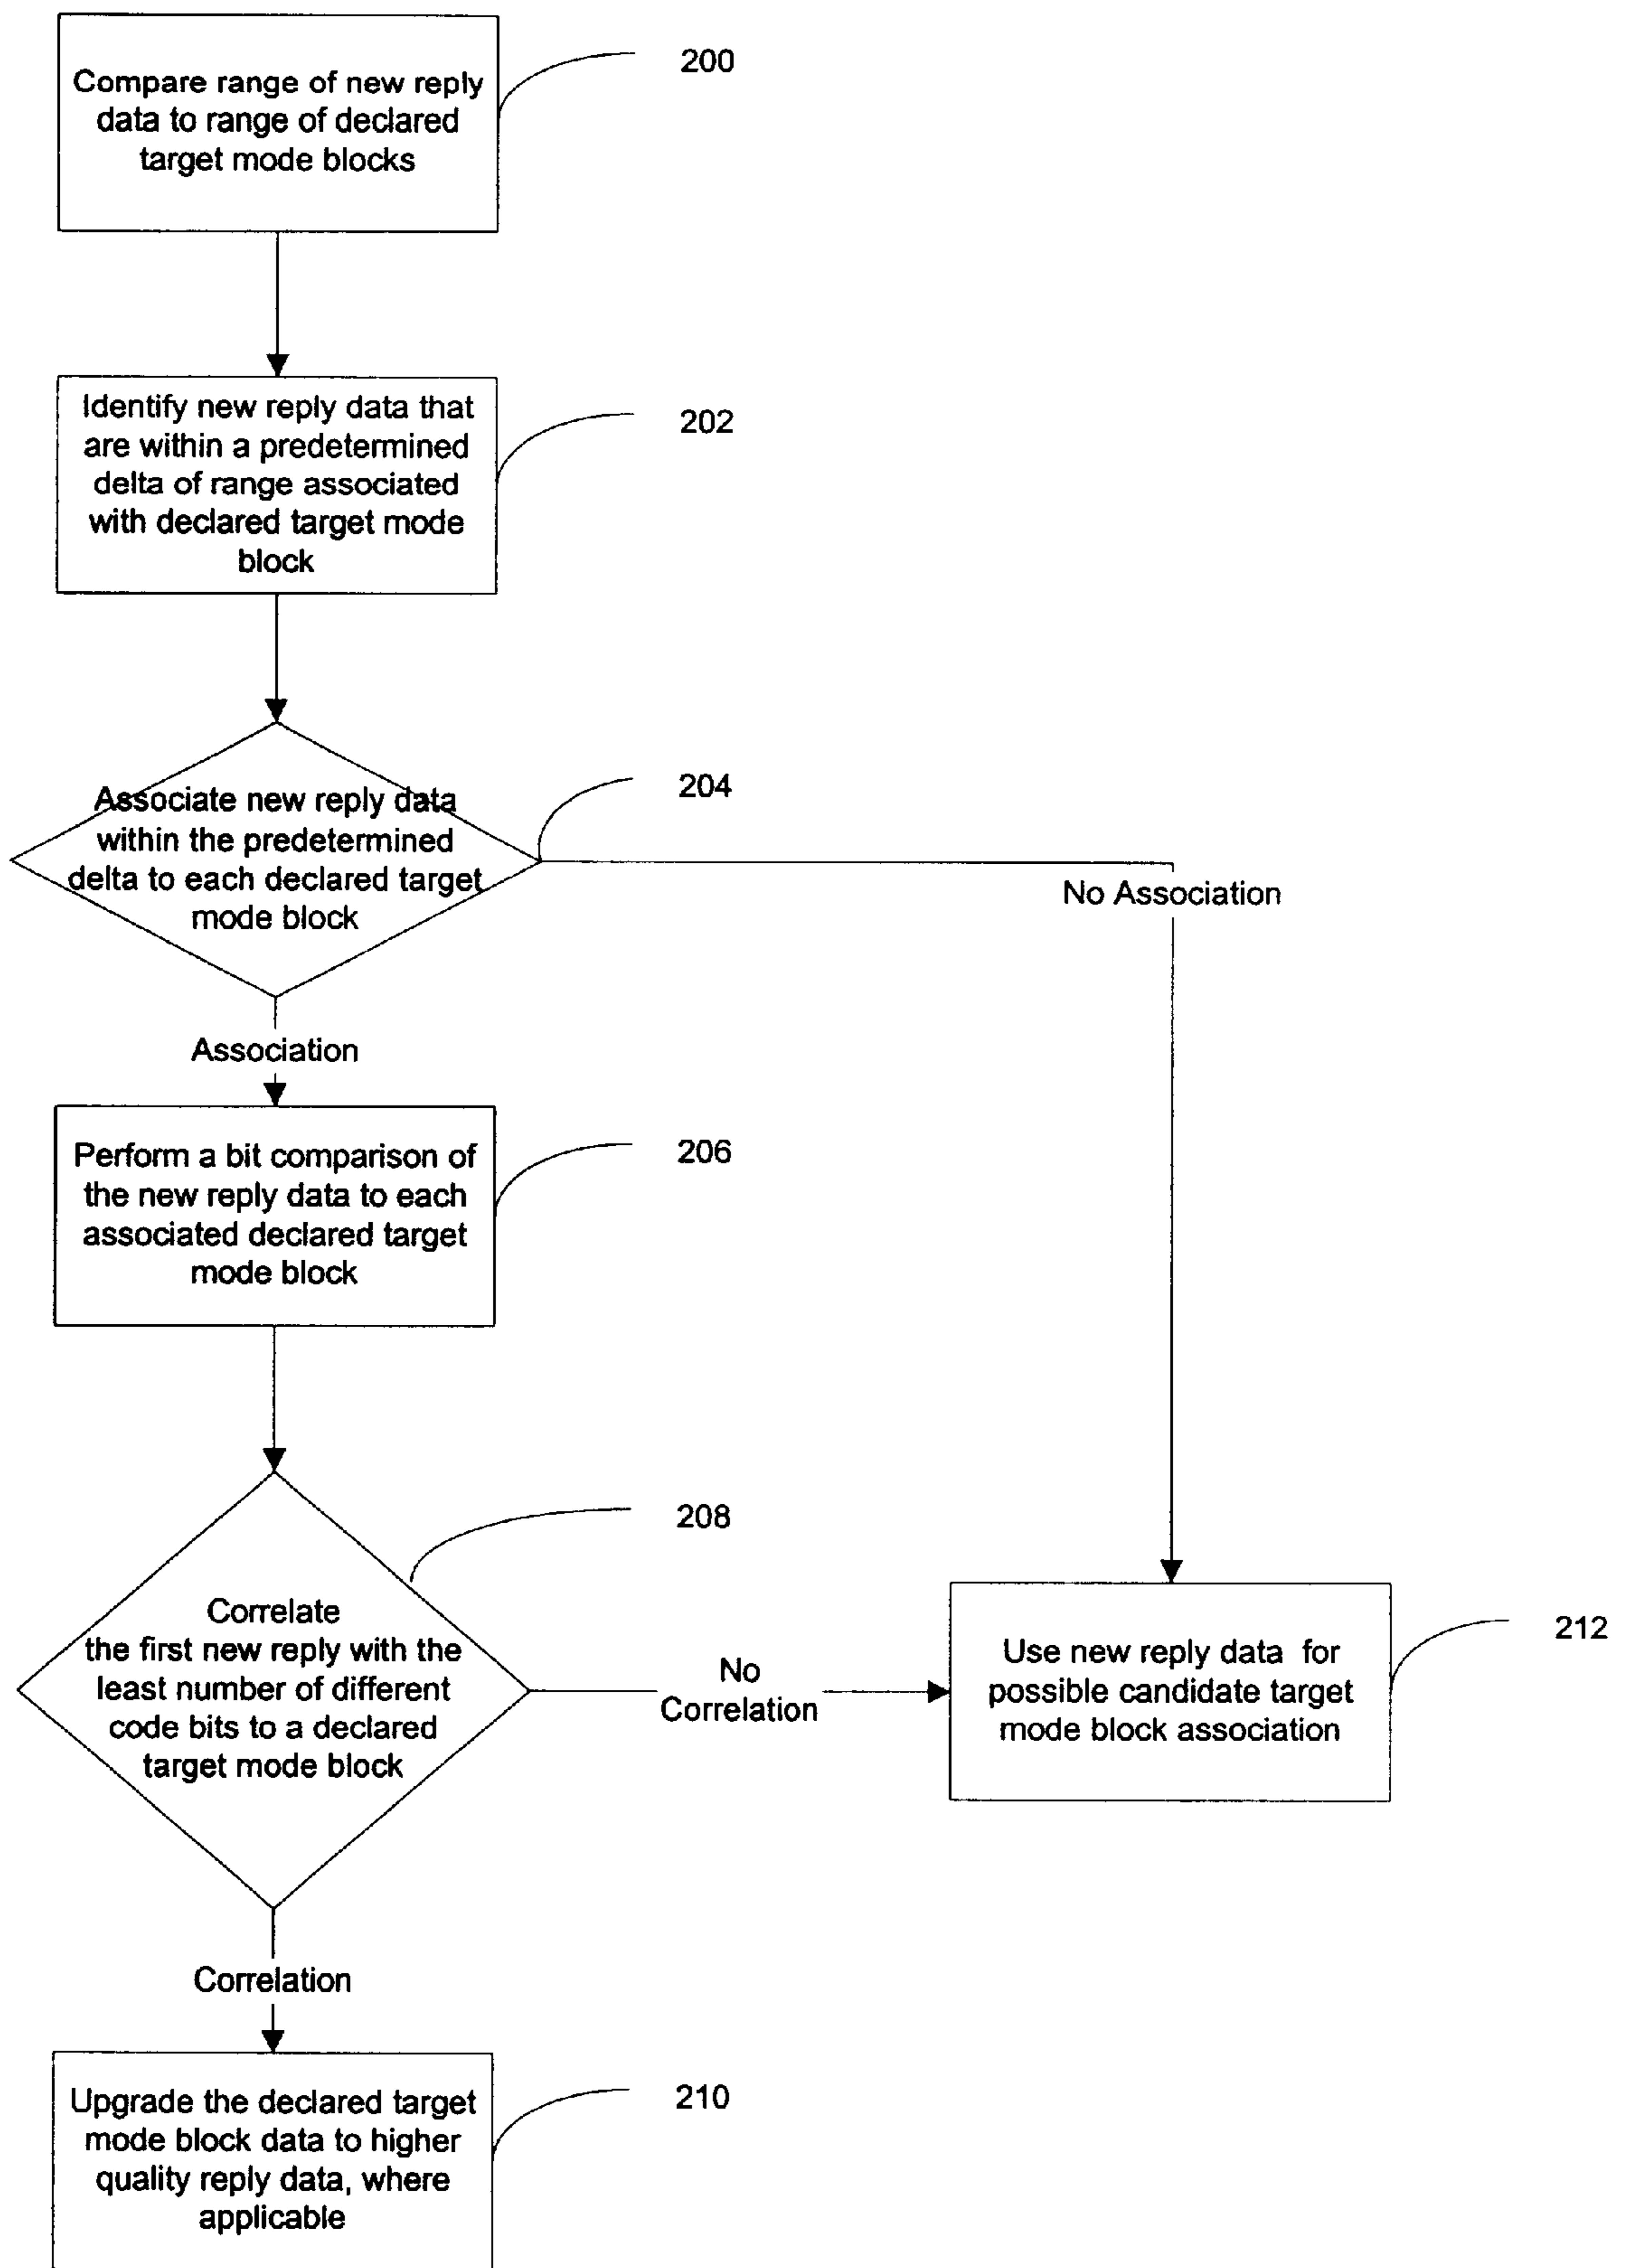 Compare range of new reply
data to range of declared
target mode blocks
200
Identify new reply data that
are within a predetermined
delta of range associated
with declared target mode
block
202
Associate new reply data
within the predetermined
delta to each declared target
mode block
204
No Association
Association
Perform a bit comparison of
the new reply data to each
associated declared target
mode block
206
Correlate
the first new reply with the
least number of different
code bits to a declared
target mode block
208
No
Correlation
Use new reply data for
possible candidate target
mode block association
212
Correlation
Upgrade the declared target
mode block data to higher
quality reply data, where
applicable
210